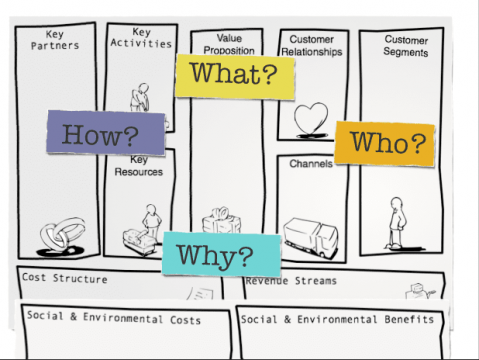 Key
Partners
Key
Activities
Value
Proposition
Customer
Relationships
Customer
Segments
What?
How?
Who?
Key
Resources
Channels
Why?
Cost Structure
Revenue Streams
Social & Environmental Costs
Social & Environmental Benefits